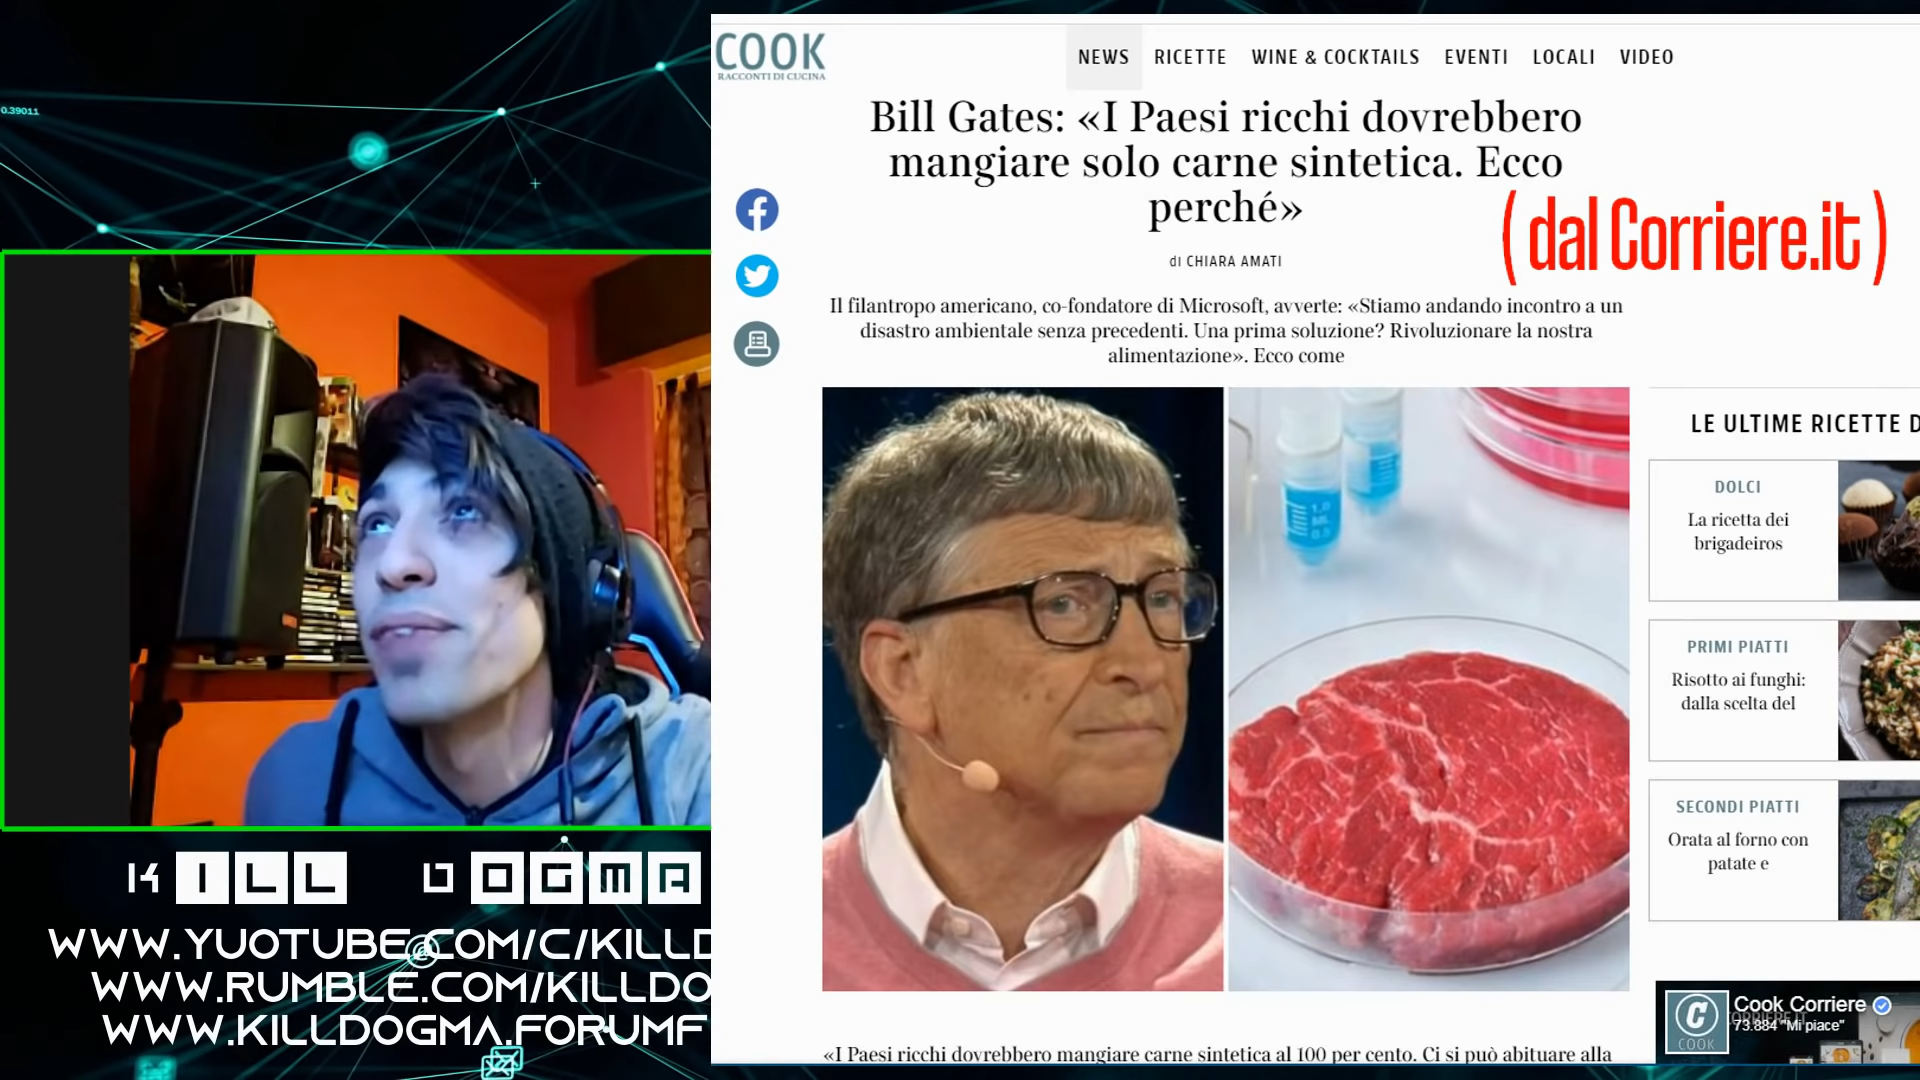 0.39011
COOK
RACCONTI DI CUCINA
NEWS RICETTE WINE & COCKTAILS EVENTI LOCALI VIDEO
Bill Gates: «I Paesi ricchi dovrebbero
mangiare solo carne sintetica. Ecco
perché»
(dal Corriere.it)
di CHIARA AMATI
Il filantropo americano, co-fondatore di Microsoft, avverte: «Stiamo andando incontro a un
disastro ambientale senza precedenti. Una prima soluzione? Rivoluzionare la nostra
alimentazione». Ecco come
1.0
ML
0.5
LE ULTIME RICETTE D
DOLCI
La ricetta dei
brigadeiros
PRIMI PIATTI
Risotto ai funghi:
dalla scelta del
SECONDI PIATTI
Orata al forno con
patate e
Cook Corriere
73.884 "Mi piace"
COOK
«I Paesi ricchi dovrebbero mangiare carne sintetica al 100 per cento. Ci si può abituare alla
KILL DOGMA
WWW.YUOTUBE.COM/C/KILLD
WWW.RUMBLE.COM/KILLDO
WWW.KILLDOGMA.FORUMF